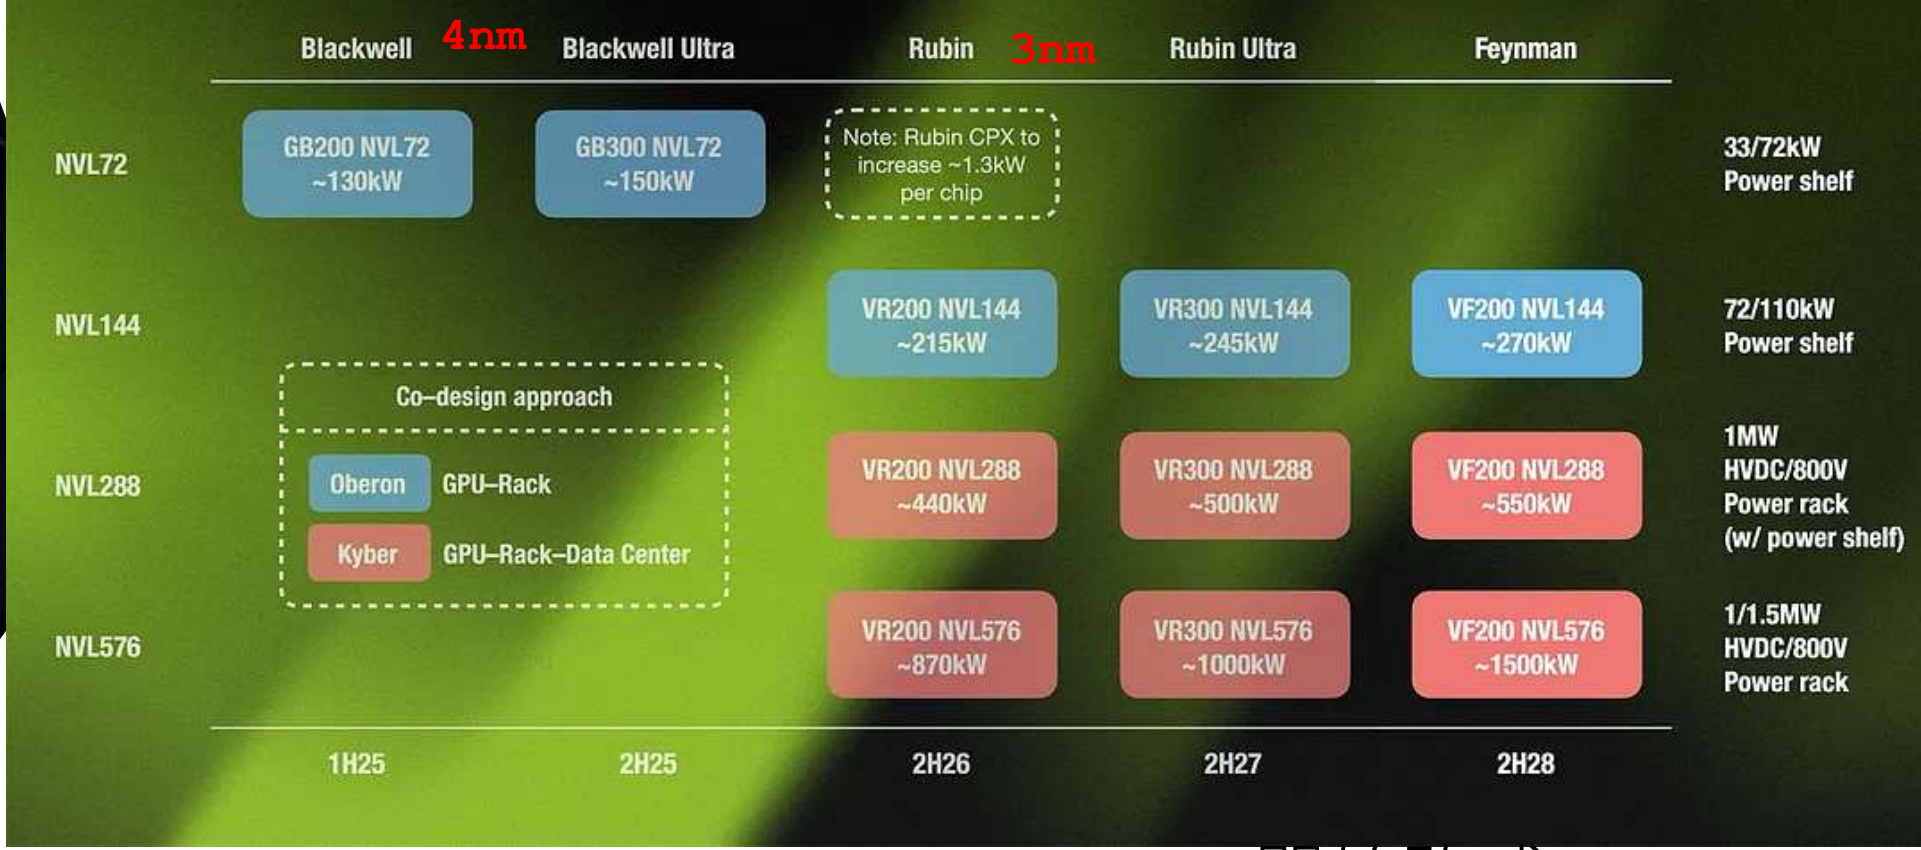 Blackwell 4nm Blackwell Ultra Rubin 3nm Rubin Ultra Feynman
NVL72
GB200 NVL72
~130kW
GB300 NVL72
~150kW
Note: Rubin CPX to
increase ~1.3kW
per chip
33/72kW
Power shelf
NVL144
VR200 NVL144
~215kW
VR300 NVL144
~245kW
VF200 NVL144
~270kW
72/110kW
Power shelf
Co–design approach
Oberon GPU–Rack
Kyber GPU–Rack–Data Center
NVL288
VR200 NVL288
~440kW
VR300 NVL288
~500kW
VF200 NVL288
~550kW
1MW
HVDC/800V
Power rack
(w/ power shelf)
NVL576
VR200 NVL576
~870kW
VR300 NVL576
~1000kW
VF200 NVL576
~1500kW
1/1.5MW
HVDC/800V
Power rack
1H25 2H25 2H26 2H27 2H28